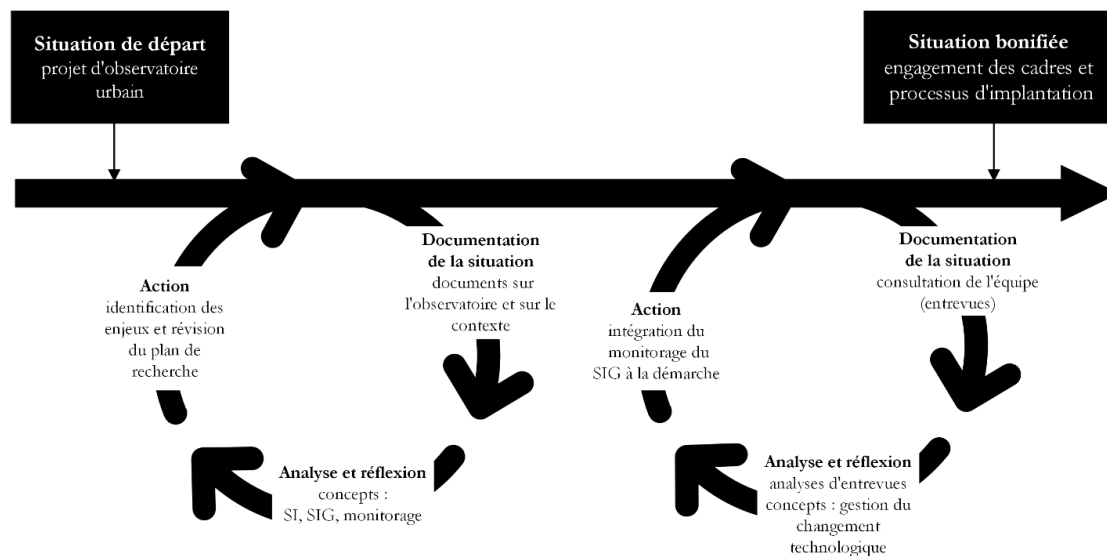 Situation de départ
projet d'observatoire
urbain
Situation bonifiée
engagement des cadres et
processus d'implantation
Documentation
de la situation
documents sur
l'observatoire et sur le
contexte
Action
identification des
enjeux et révision
du plan de
recherche
Analyse et réflexion
concepts :
SI, SIG, monitorage
Documentation
de la situation
consultation de l'équipe
(entrevues)
Action
intégration du
monitorage du
SIG à la démarche
Analyse et réflexion
analyses d'entrevues
concepts : gestion du
changement
technologique